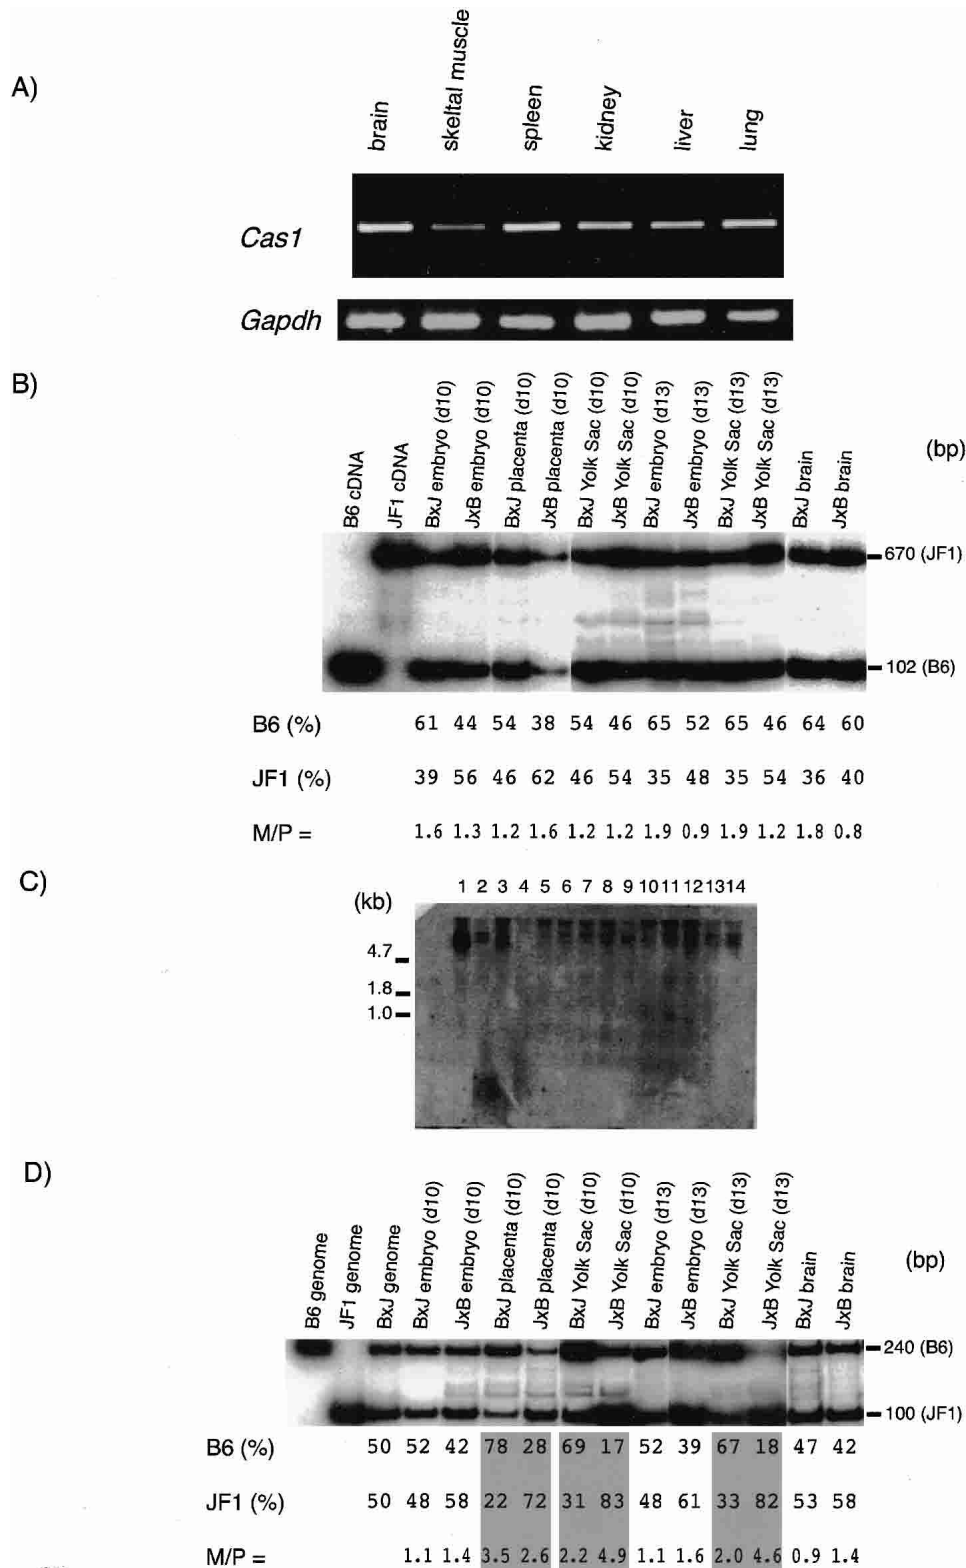 A)
brain skeltal muscle spleen kidney liver lung
Cas1
Gapdh
B)
B6 cDNA JF1 cDNA BxJ embryo (d10) JxB embryo (d10) BxJ placenta (d10) JxB placenta (d10) BxJ Yolk Sac (d10) JxB Yolk Sac (d10) BxJ embryo (d13) JxB embryo (d13) BxJ Yolk Sac (d13) JxB Yolk Sac (d13) BxJ brain JxB brain
(bp)
670 (JF1)
102 (B6)
B6 (%) 61 44 54 38 54 46 65 52 65 46 64 60
JF1 (%) 39 56 46 62 46 54 35 48 35 54 36 40
M/P = 1.6 1.3 1.2 1.6 1.2 1.2 1.9 0.9 1.9 1.2 1.8 0.8
C)
(kb) 1 2 3 4 5 6 7 8 9 10 11 12 13 14
4.7
1.8
1.0
D)
B6 genome JF1 genome BxJ genome BxJ embryo (d10) JxB embryo (d10) BxJ placenta (d10) JxB placenta (d10) BxJ Yolk Sac (d10) JxB Yolk Sac (d10) BxJ embryo (d13) JxB embryo (d13) BxJ Yolk Sac (d13) JxB Yolk Sac (d13) BxJ brain JxB brain
(bp)
240 (B6)
100 (JF1)
B6 (%) 50 52 42 78 28 69 17 52 39 67 18 47 42
JF1 (%) 50 48 58 22 72 31 83 48 61 33 82 53 58
M/P = 1.1 1.4 3.5 2.6 2.2 4.9 1.1 1.6 2.0 4.6 0.9 1.4